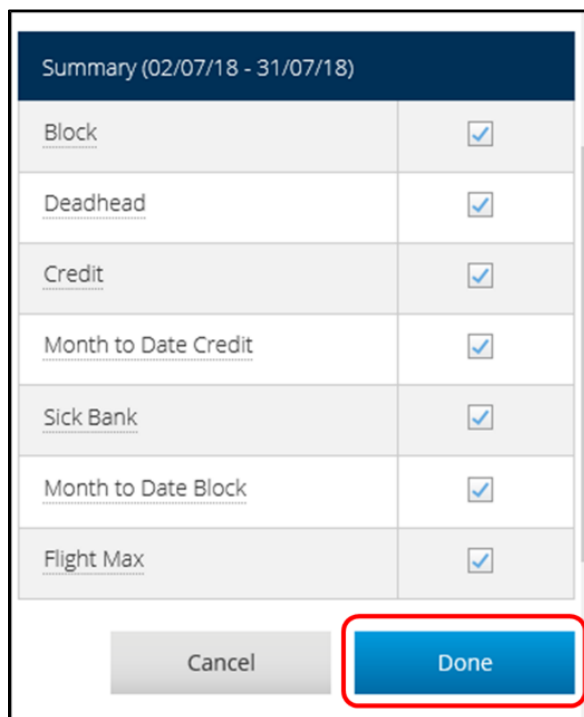 Summary (02/07/18 - 31/07/18)
Block
Deadhead
Credit
Month to Date Credit
Sick Bank
Month to Date Block
Flight Max
Cancel Done